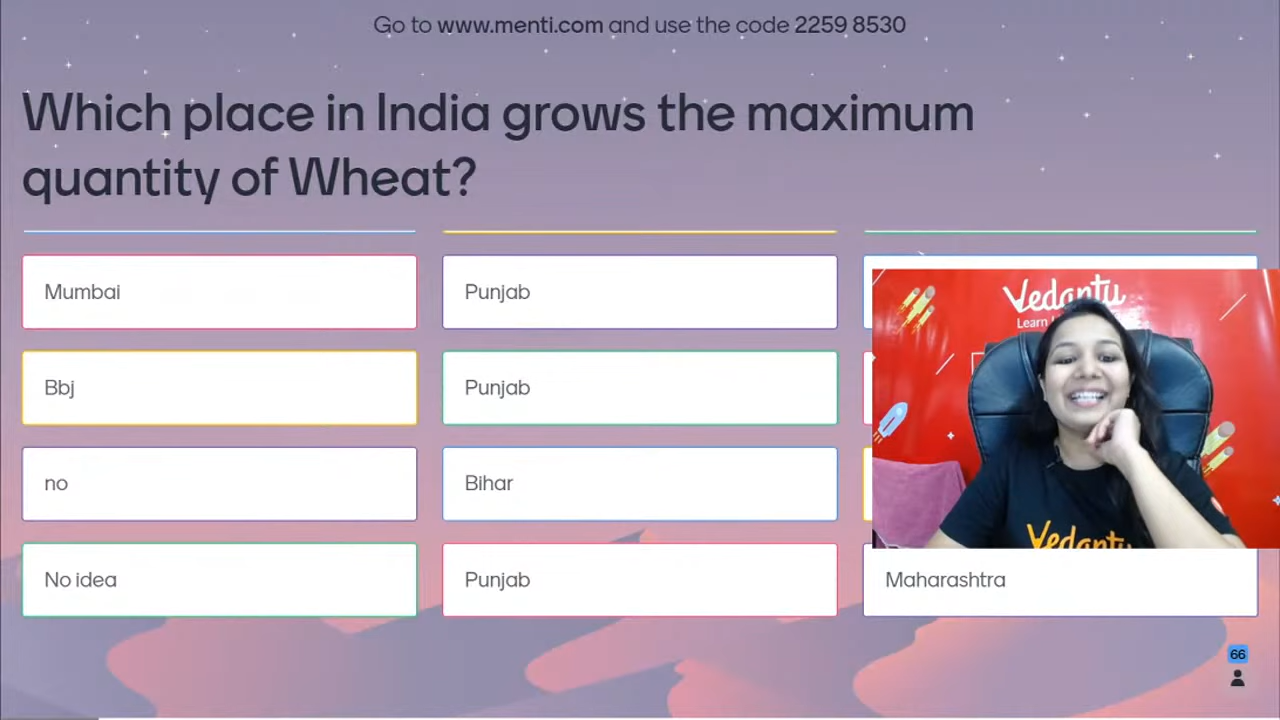 Go to www.menti.com and use the code 2259 8530
Which place in India grows the maximum
quantity of Wheat?
Mumbai
Punjab
Bbj
Punjab
no
Bihar
No idea
Punjab
Maharashtra
Vedantu
Learn
Vedantu
66